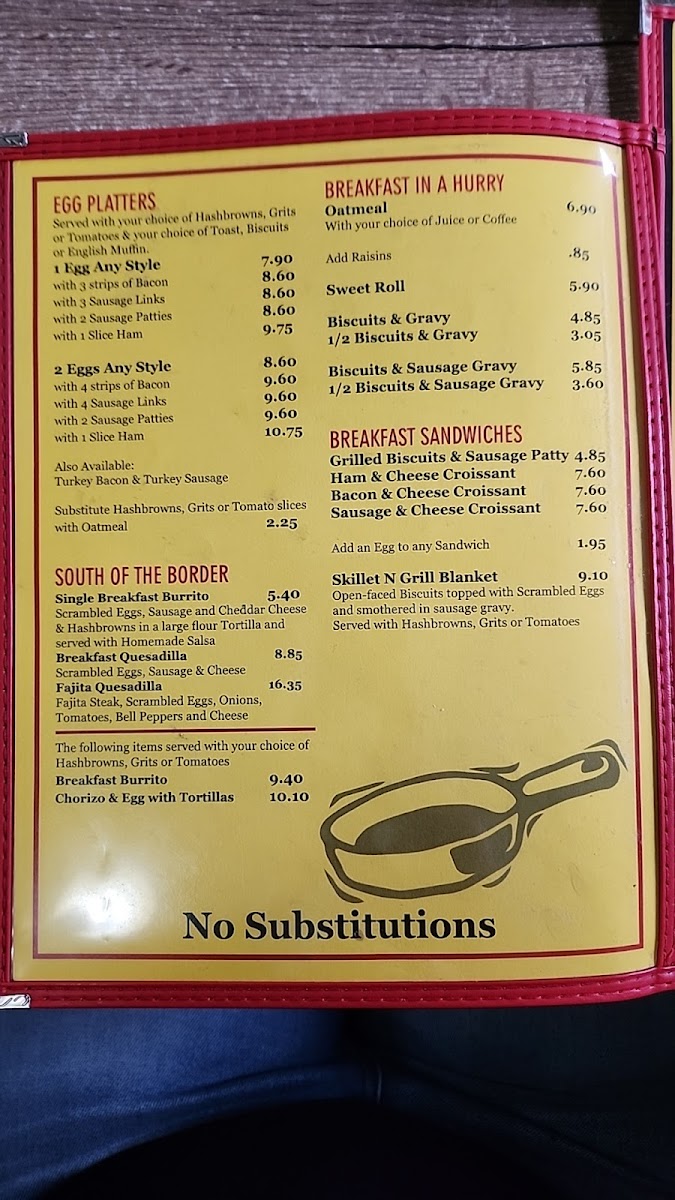 EGG PLATTERS
Served with your choice of Hashbrowns, Grits
or Tomatoes & your choice of Toast, Biscuits
or English Muffin.
1 Egg Any Style 7.90
with 3 strips of Bacon 8.60
with 3 Sausage Links 8.60
with 2 Sausage Patties 8.60
with 1 Slice Ham 9.75
2 Eggs Any Style 8.60
with 4 strips of Bacon 9.60
with 4 Sausage Links 9.60
with 2 Sausage Patties 9.60
with 1 Slice Ham 10.75
Also Available:
Turkey Bacon & Turkey Sausage
Substitute Hashbrowns, Grits or Tomato slices
with Oatmeal 2.25
SOUTH OF THE BORDER
Single Breakfast Burrito 5.40
Scrambled Eggs, Sausage and Cheddar Cheese
& Hashbrowns in a large flour Tortilla and
served with Homemade Salsa
Breakfast Quesadilla 8.85
Scrambled Eggs, Sausage & Cheese
Fajita Quesadilla 16.35
Fajita Steak, Scrambled Eggs, Onions,
Tomatoes, Bell Peppers and Cheese
The following items served with your choice of
Hashbrowns, Grits or Tomatoes
Breakfast Burrito 9.40
Chorizo & Egg with Tortillas 10.10
BREAKFAST IN A HURRY
Oatmeal 6.90
With your choice of Juice or Coffee
Add Raisins .85
Sweet Roll 5.90
Biscuits & Gravy 4.85
1/2 Biscuits & Gravy 3.05
Biscuits & Sausage Gravy 5.85
1/2 Biscuits & Sausage Gravy 3.60
BREAKFAST SANDWICHES
Grilled Biscuits & Sausage Patty 4.85
Ham & Cheese Croissant 7.60
Bacon & Cheese Croissant 7.60
Sausage & Cheese Croissant 7.60
Add an Egg to any Sandwich 1.95
Skillet N Grill Blanket 9.10
Open-faced Biscuits topped with Scrambled Eggs
and smothered in sausage gravy.
Served with Hashbrowns, Grits or Tomatoes
No Substitutions